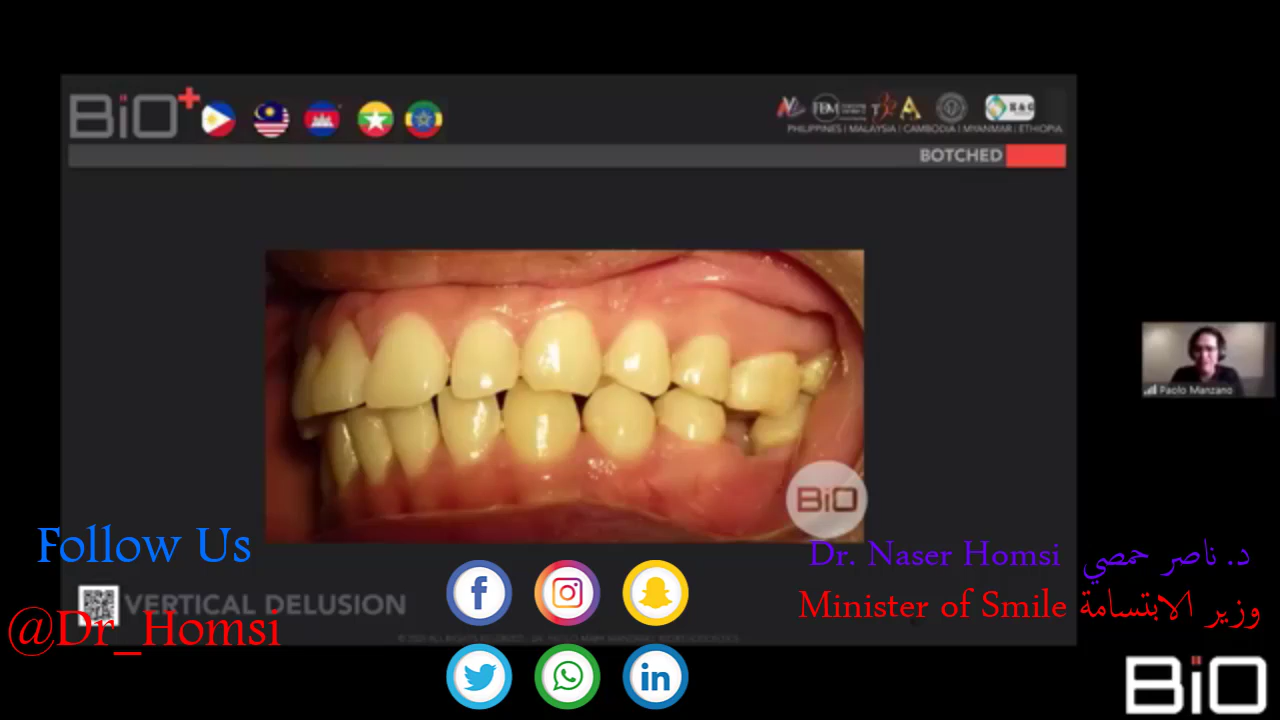 BiO+
PHILIPPINES | MALAYSIA | CAMBODIA | MYANMAR | ETHIOPIA
BOTCHED
Paolo Manzano
BiO
Follow Us
Dr. Naser Homsi د. ناصر حمصي
VERTICAL DELUSION
@Dr_Homsi
Minister of Smile وزير الابتسامة
BiO